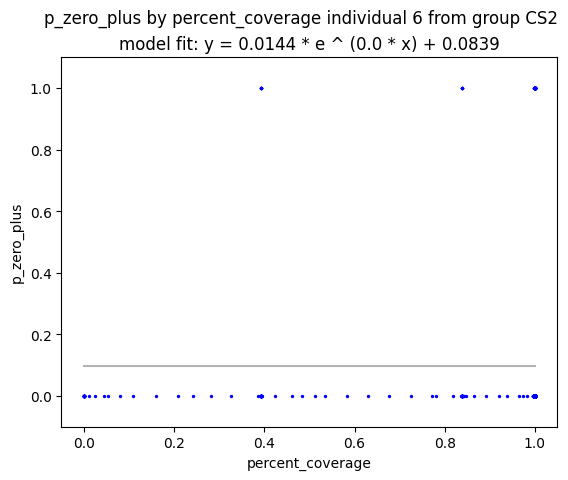 p_zero_plus by percent_coverage individual 6 from group CS2
model fit: y = 0.0144 * e ^ (0.0 * x) + 0.0839
1.0
0.8
0.6
0.4
0.2
0.0
p_zero_plus
0.0 0.2 0.4 0.6 0.8 1.0
percent_coverage